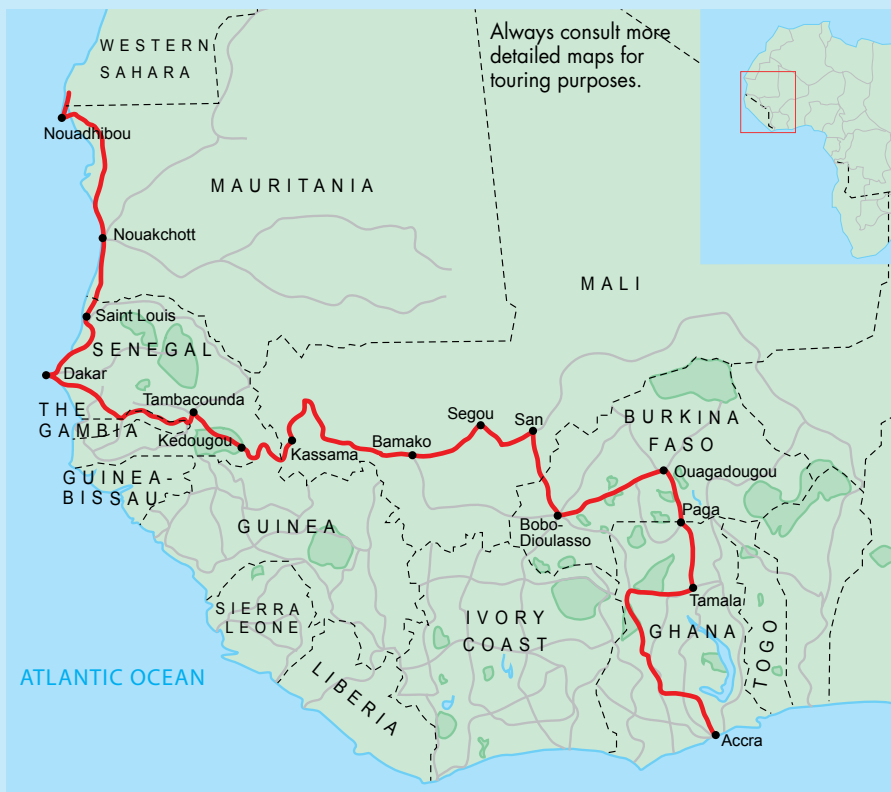 Always consult more
detailed maps for
touring purposes.
WESTERN
SAHARA
Nouadhibou
MAURITANIA
Nouakchott
MALI
Saint Louis
SENEGAL
Dakar
Tambacounda
THE
GAMBIA
Kedougou
Kassama
Bamako
Segou
San
BURKINA
FASO
Ouagadougou
GUINEA-
BISSAU
Paga
GUINEA
Bobo-
Dioulasso
Tamala
SIERRA
LEONE
IVORY
COAST
GHANA
TOGO
ATLANTIC OCEAN
LIBERIA
Accra